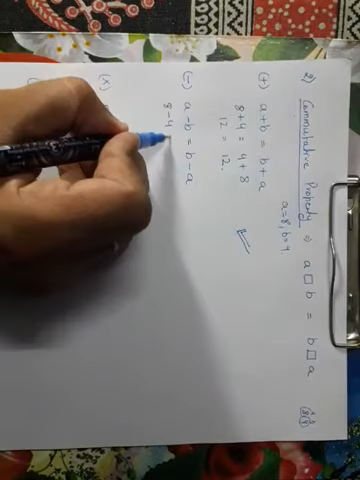 2) Commutative Property ⇒ a □ b = b □ a
a=8, b=4
(+) a + b = b + a
8 + 4 = 4 + 8
12 = 12.
(-) a - b = b - a
8 - 4
(x)